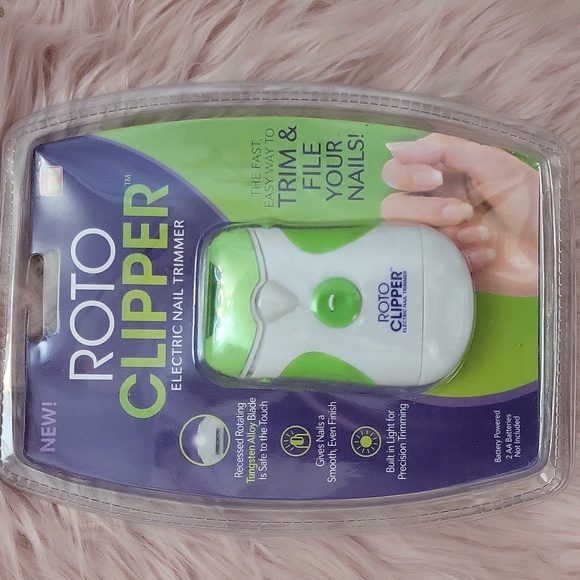 NEW!
ROTO
CLIPPER™
ELECTRIC NAIL TRIMMER
THE FAST,
EASY WAY TO
TRIM &
FILE
YOUR
NAILS!
ROTO
CLIPPER™
ELECTRIC NAIL TRIMMER
Recessed Rotating
Tungsten Alloy Blade
Is Safe to the Touch
Gives Nails a
Smooth, Even Finish
Built in Light for
Precision Trimming
Battery Powered
2 AA Batteries
Not Included